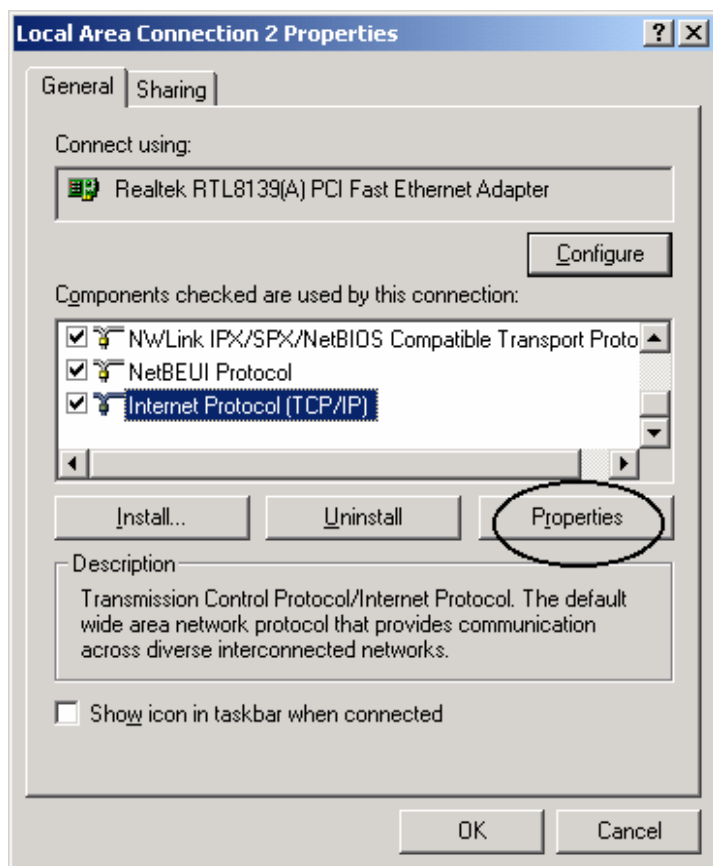 Local Area Connection 2 Properties
General
Sharing
Connect using:
Realtek RTL8139(A) PCI Fast Ethernet Adapter
Configure
Components checked are used by this connection:
NWLink IPX/SPX/NetBIOS Compatible Transport Proto
NetBEUI Protocol
Internet Protocol (TCP/IP)
Install... Uninstall Properties
Description
Transmission Control Protocol/Internet Protocol. The default
wide area network protocol that provides communication
across diverse interconnected networks.
Show icon in taskbar when connected
OK Cancel